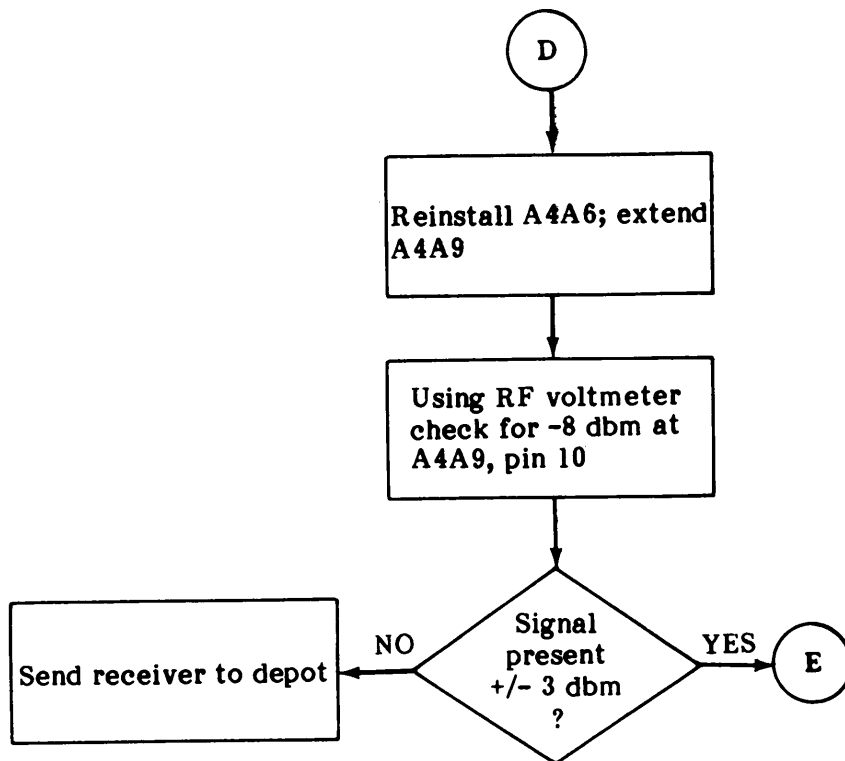 D
Reinstall A4A6; extend
A4A9
Using RF voltmeter
check for -8 dbm at
A4A9, pin 10
Signal
present
+/- 3 dbm
?
NO
YES
Send receiver to depot
E